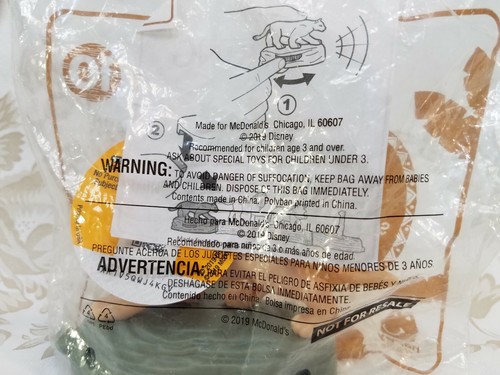 10
1
2
Made for McDonald's Chicago, IL 60607
© 2019 Disney
Recommended for children age 3 and over.
ASK ABOUT SPECIAL TOYS FOR CHILDREN UNDER 3.
WARNING: TO AVOID DANGER OF SUFFOCATION, KEEP BAG AWAY FROM BABIES
AND CHILDREN. DISPOSE OF THIS BAG IMMEDIATELY.
Contents made in China. Polybag printed in China.
No Purc
Subject
Hecho para McDonald's Chicago, IL 60607
© 2019 Disney
Recomendado para niños de 3 o más años de edad
PREGUNTE ACERCA DE LOS JUGUETES ESPECIALES PARA NIÑOS MENORES DE 3 AÑOS
ADVERTENCIA: PARA EVITAR EL PELIGRO DE ASFIXIA DE BEBÉS Y
DESHÁGASE DE ESTA BOLSA INMEDIATAMENTE.
Contenido hecho en China. Bolsa impresa en China.
NOT FOR RESALE
© 2019 McDonald's